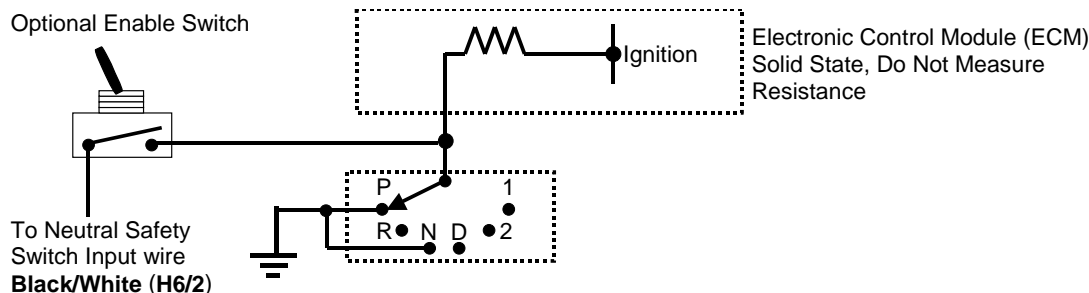 Optional Enable Switch
Ignition
Electronic Control Module (ECM)
Solid State, Do Not Measure
Resistance
P
1
R
N
D
2
To Neutral Safety
Switch Input wire
Black/White (H6/2)